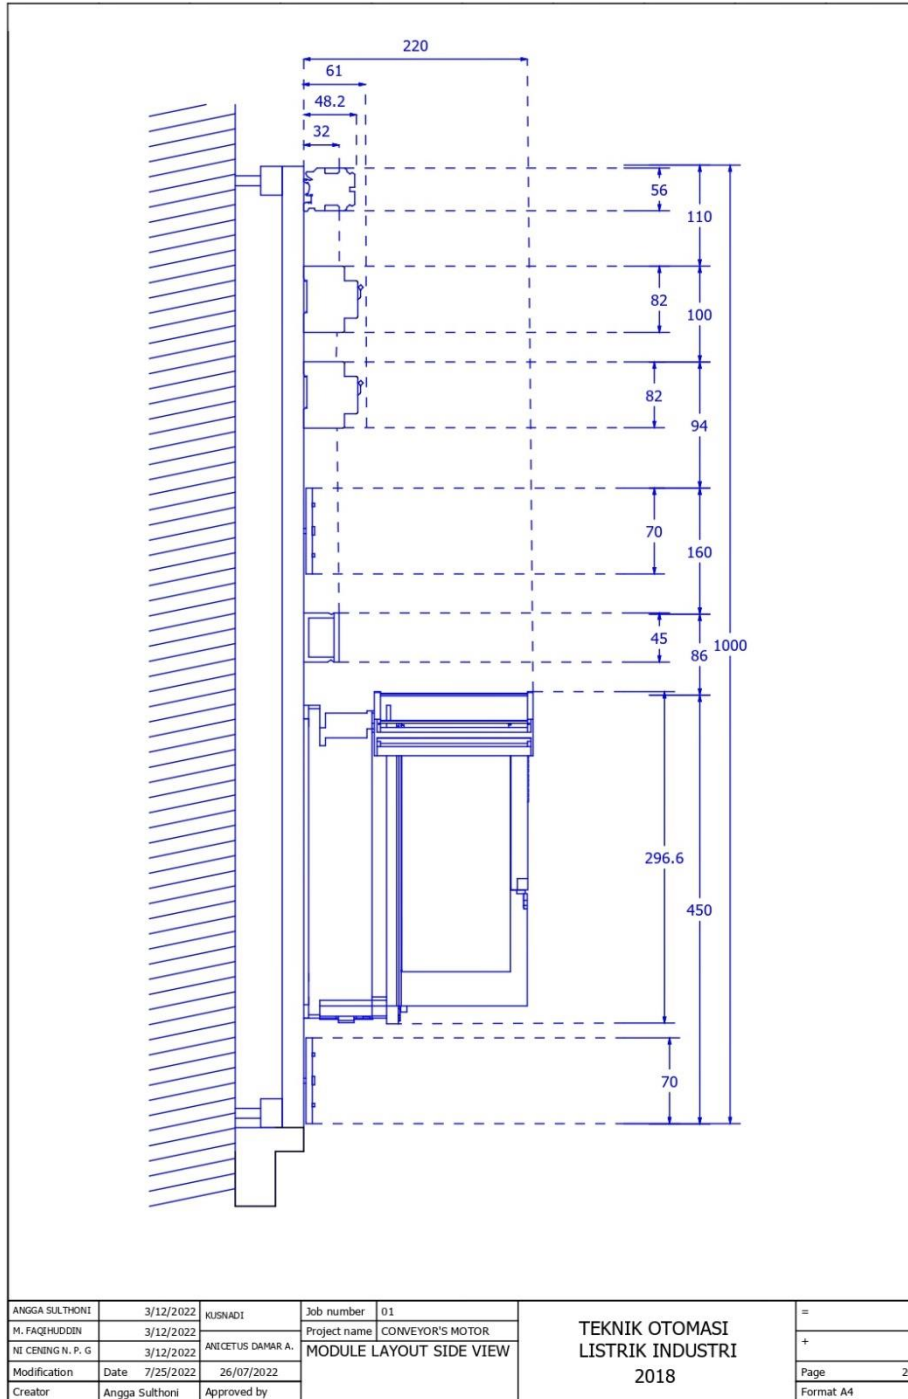 220
61
48.2
32
56
110
82
100
82
94
70
160
45
86
1000
296.6
450
70
ANGGA SULTHONI 3/12/2022 KUSNADI Job number 01
M. FAQIHUDDIN 3/12/2022 Project name CONVEYOR'S MOTOR
NI CENING N. P. G 3/12/2022 ANICETUS DAMAR A. MODULE LAYOUT SIDE VIEW
Modification Date 7/25/2022 26/07/2022
Creator Angga Sulthoni Approved by
TEKNIK OTOMASI
LISTRIK INDUSTRI
2018
=
+
Page 2
Format A4